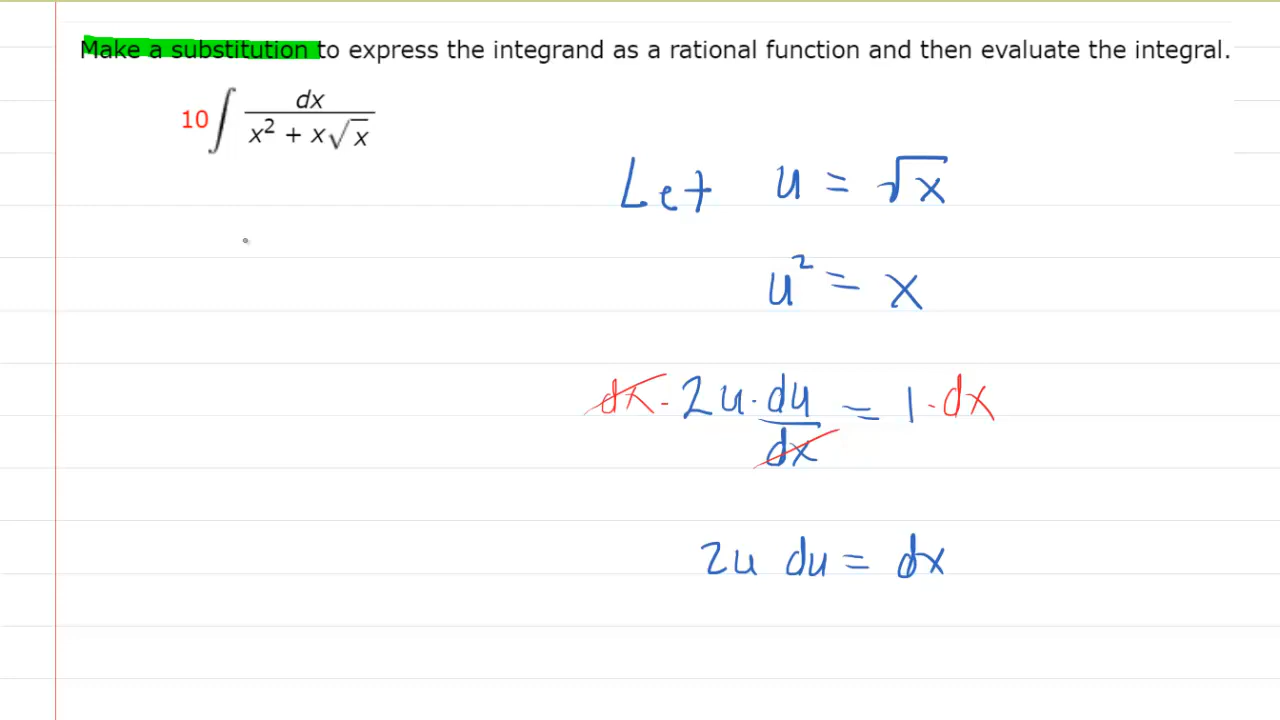 Make a substitution to express the integrand as a rational function and then evaluate the integral.
10 ∫ dx / (x² + x√x)
Let u = √x
u² = x
dx · 2u · du/dx = 1 · dx
2u du = dx